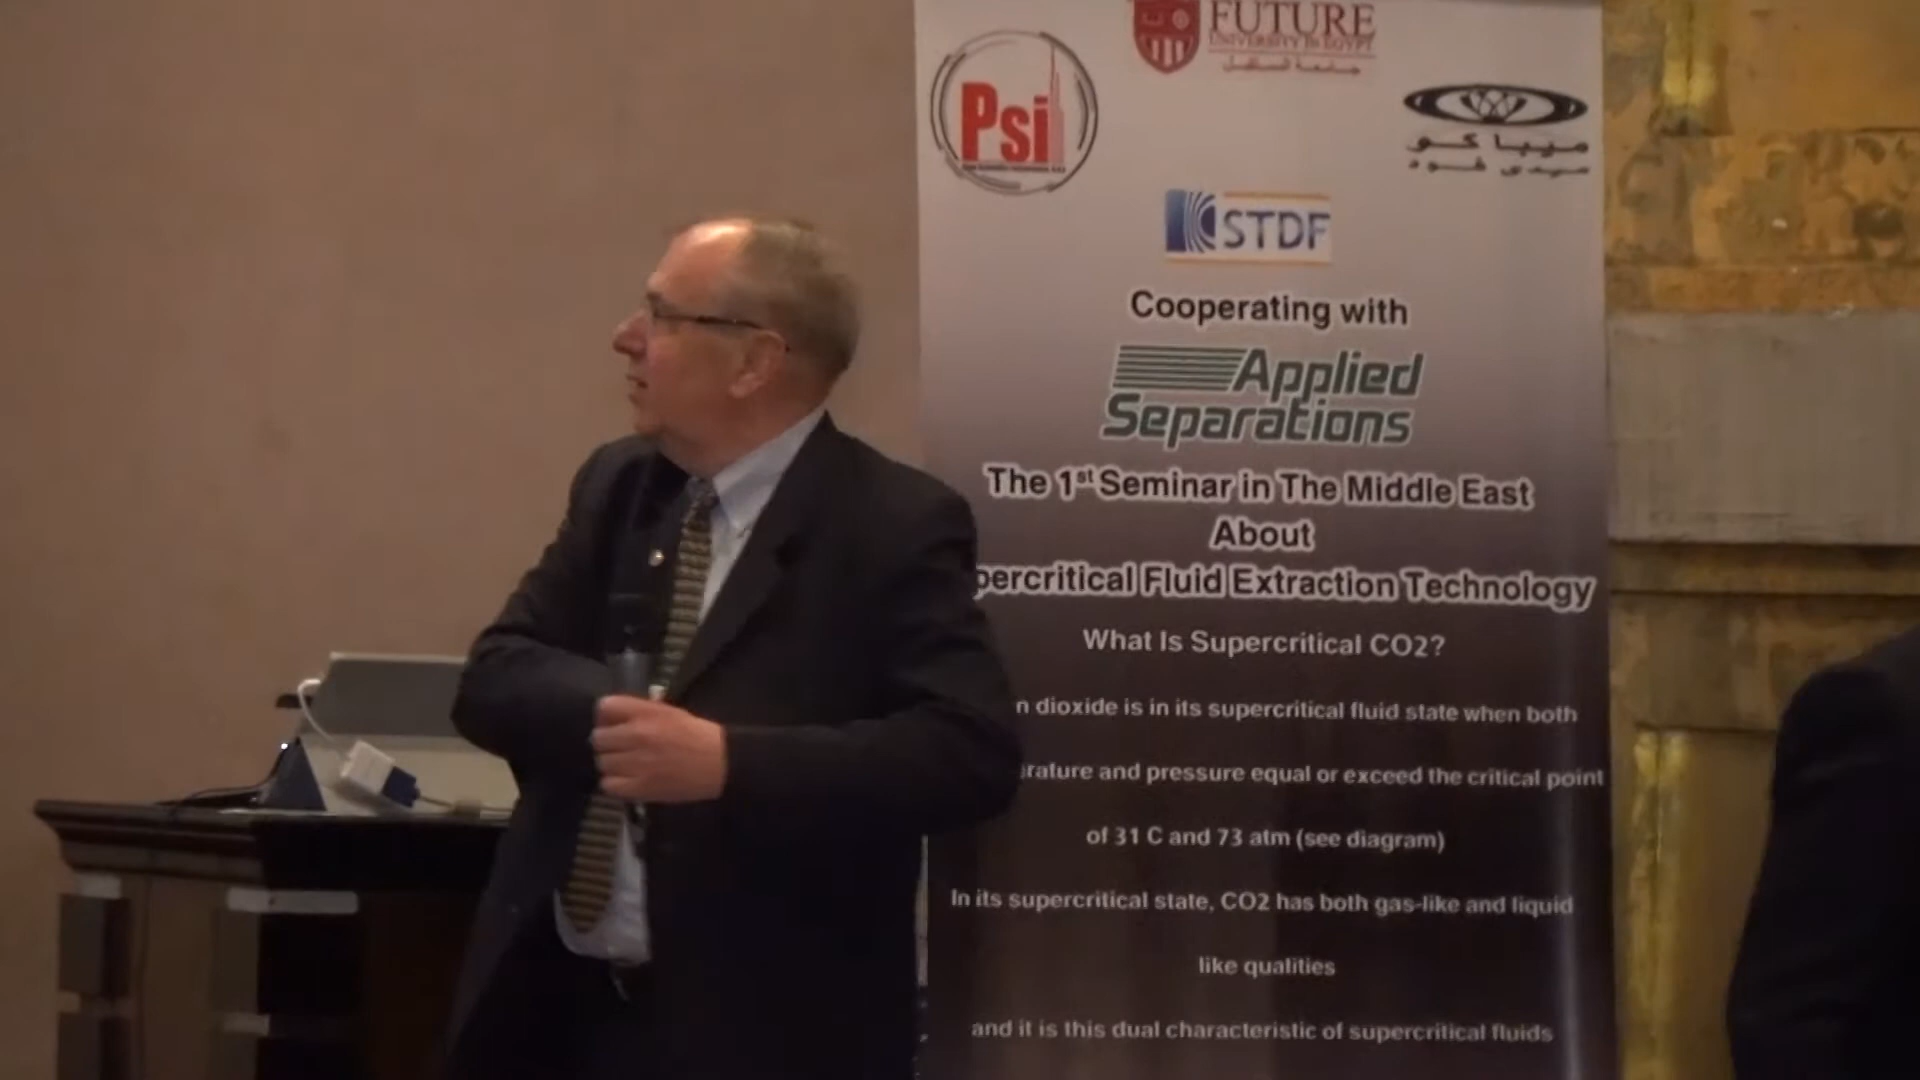 FUTURE
UNIVERSITY IN EGYPT
جامعة المستقبل
Psi
ميباكو
ميدى فود
STDF
Cooperating with
Applied
Separations
The 1st Seminar in The Middle East
About
percritical Fluid Extraction Technology
What Is Supercritical CO2?
n dioxide is in its supercritical fluid state when both
rature and pressure equal or exceed the critical point
of 31 C and 73 atm (see diagram)
In its supercritical state, CO2 has both gas-like and liquid
like qualities
and it is this dual characteristic of supercritical fluids